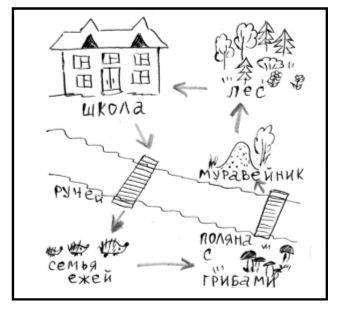 ШКОЛА
ЛЕС
МУРАВЕЙНИК
РУЧЕЙ
СЕМЬЯ
ЕЖЕЙ
ПОЛЯНА
С
ГРИБАМИ